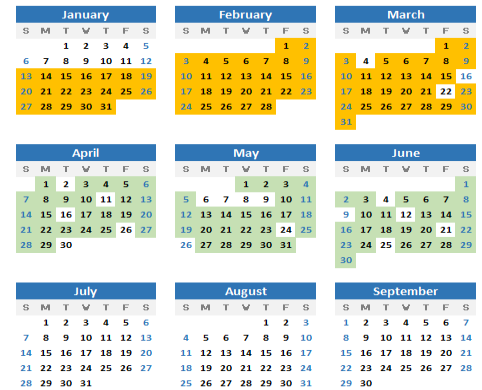 January
S M T W T F S
1 2 3 4 5
6 7 8 9 10 11 12
13 14 15 16 17 18 19
20 21 22 23 24 25 26
27 28 29 30 31
February
S M T W T F S
1 2
3 4 5 6 7 8 9
10 11 12 13 14 15 16
17 18 19 20 21 22 23
24 25 26 27 28
March
S M T W T F S
1 2
3 4 5 6 7 8 9
10 11 12 13 14 15 16
17 18 19 20 21 22 23
24 25 26 27 28 29 30
31
April
S M T W T F S
1 2 3 4 5 6
7 8 9 10 11 12 13
14 15 16 17 18 19 20
21 22 23 24 25 26 27
28 29 30
May
S M T W T F S
1 2 3 4
5 6 7 8 9 10 11
12 13 14 15 16 17 18
19 20 21 22 23 24 25
26 27 28 29 30 31
June
S M T W T F S
1
2 3 4 5 6 7 8
9 10 11 12 13 14 15
16 17 18 19 20 21 22
23 24 25 26 27 28 29
30
July
S M T W T F S
1 2 3 4 5 6
7 8 9 10 11 12 13
14 15 16 17 18 19 20
21 22 23 24 25 26 27
28 29 30 31
August
S M T W T F S
1 2 3
4 5 6 7 8 9 10
11 12 13 14 15 16 17
18 19 20 21 22 23 24
25 26 27 28 29 30 31
September
S M T W T F S
1 2 3 4 5 6 7
8 9 10 11 12 13 14
15 16 17 18 19 20 21
22 23 24 25 26 27 28
29 30